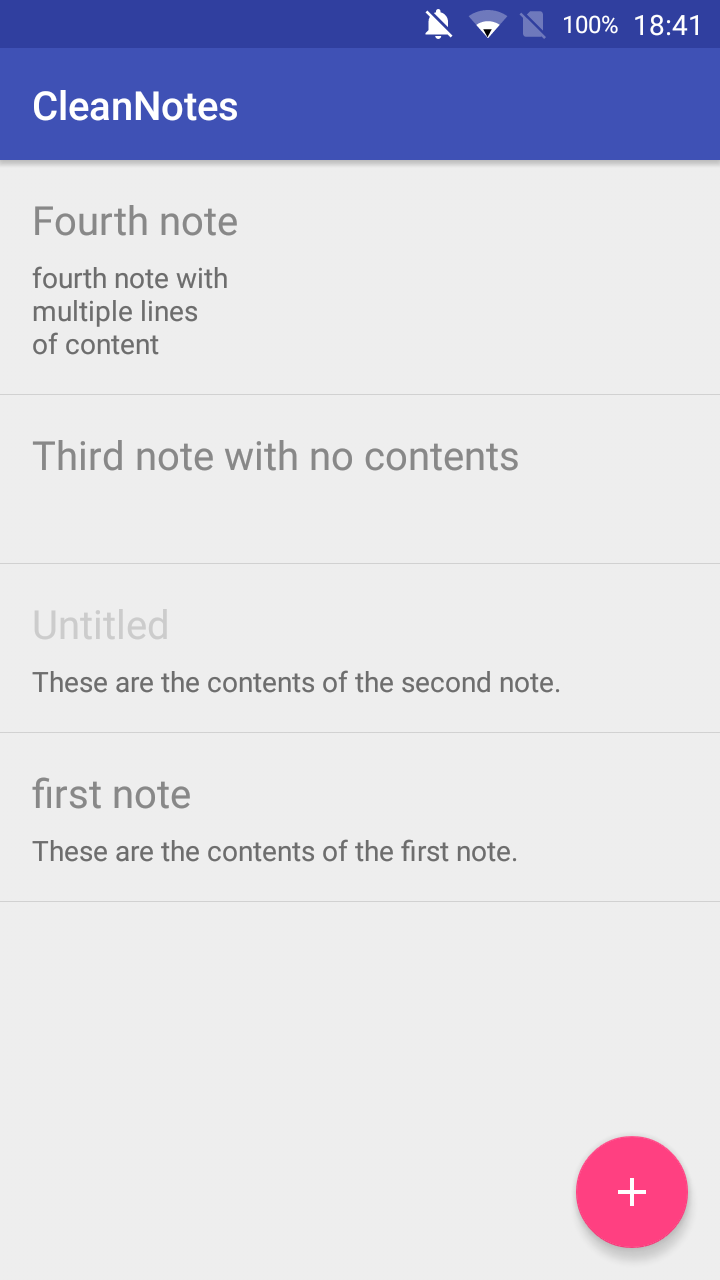 100% 18:41
CleanNotes
Fourth note
fourth note with
multiple lines
of content
Third note with no contents
Untitled
These are the contents of the second note.
first note
These are the contents of the first note.
+